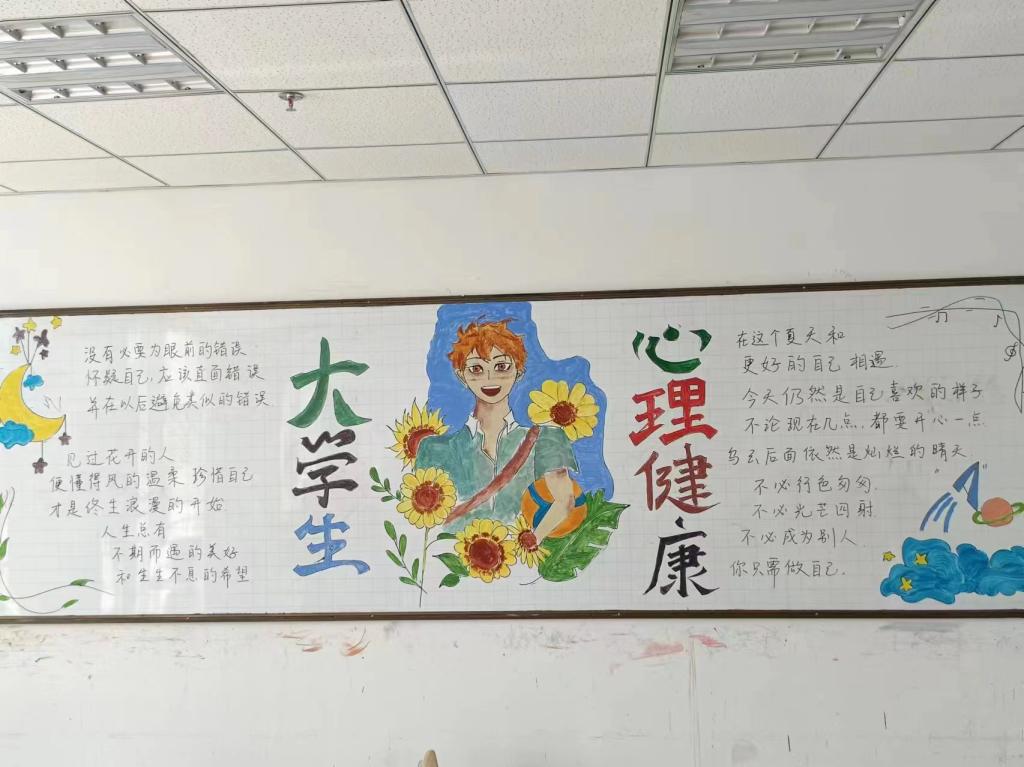 没有必要为眼前的错误
怀疑自己,应该直面错误
并在以后避免类似的错误
见过花开的人
便懂得风的温柔 珍惜自己
才是终生浪漫的开始
人生总有
不期而遇的美好
和生生不息的希望
大学生
心理健康
在这个夏天和
更好的自己 相遇.
今天仍然是自己喜欢的样子
不论现在几点,都要开心一点
乌云后面依然是灿烂的晴天
不必行色匆匆.
不必光芒四射
不必成为别人
你只需做自己.